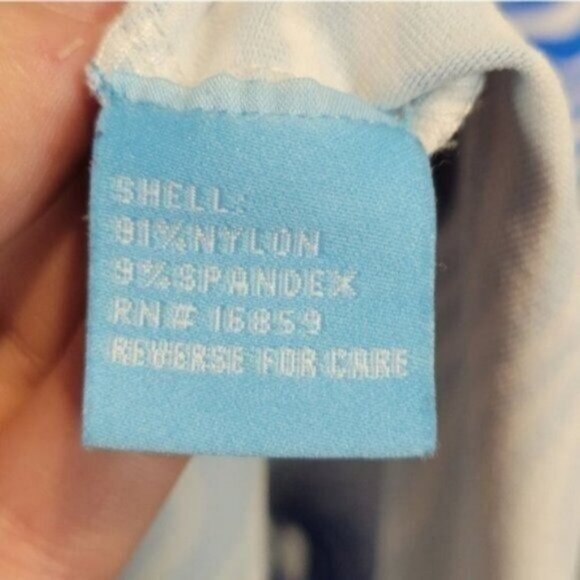 SHELL:
91%NYLON
9%SPANDEX
RN# 16859
REVERSE FOR CARE